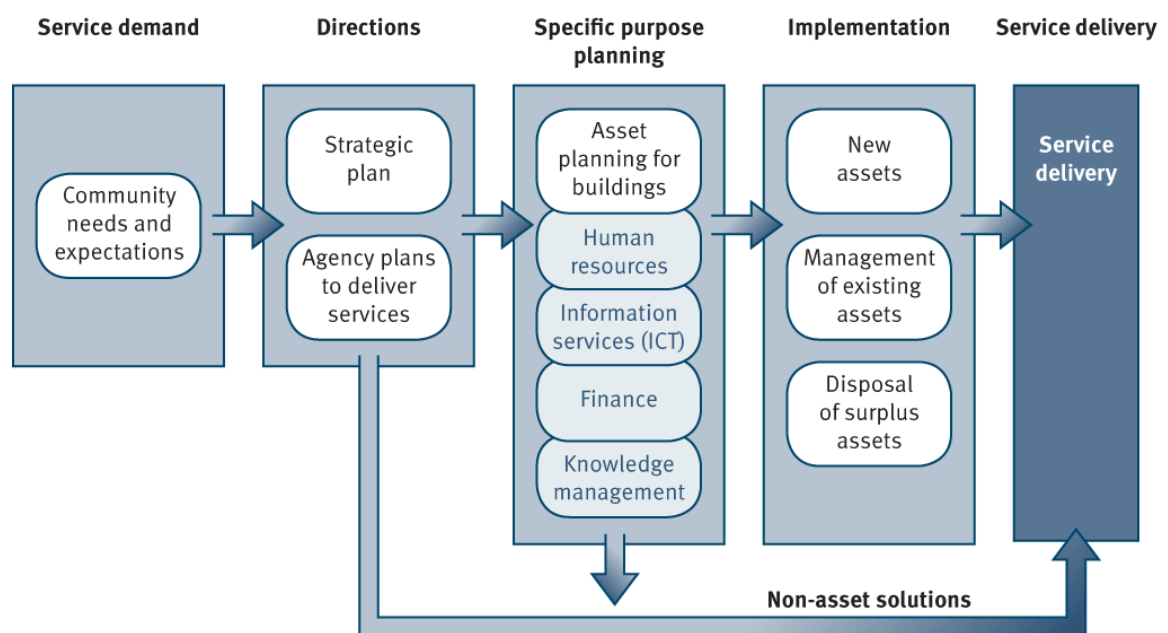 Service demand
Directions
Specific purpose
planning
Implementation
Service delivery
Community
needs and
expectations
Strategic
plan
Agency plans
to deliver
services
Asset
planning for
buildings
Human
resources
Information
services (ICT)
Finance
Knowledge
management
New
assets
Management
of existing
assets
Disposal
of surplus
assets
Service
delivery
Non-asset solutions